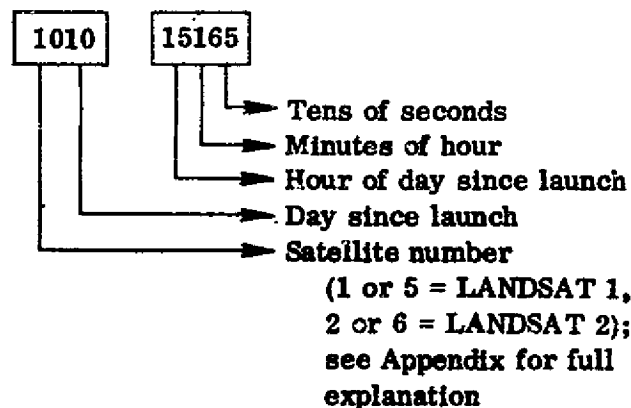 1010 15165
Tens of seconds
Minutes of hour
Hour of day since launch
Day since launch
Satellite number
(1 or 5 = LANDSAT 1,
2 or 6 = LANDSAT 2);
see Appendix for full
explanation